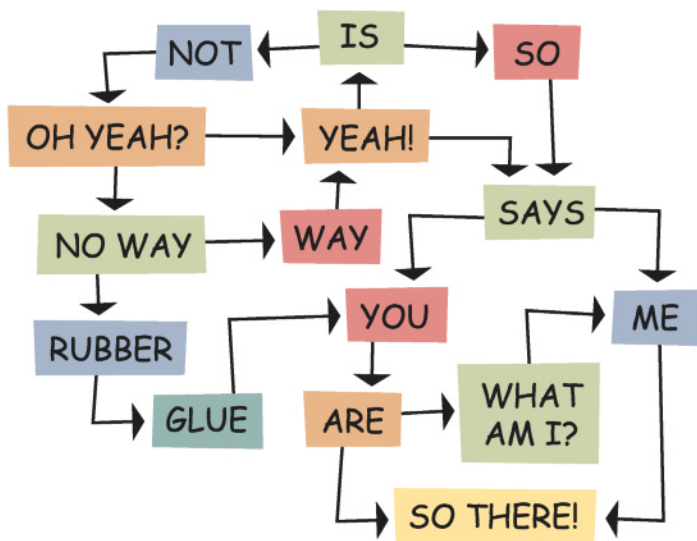 IS
NOT
SO
OH YEAH?
YEAH!
SAYS
NO WAY
WAY
YOU
ME
RUBBER
GLUE
ARE
WHAT
AM I?
SO THERE!